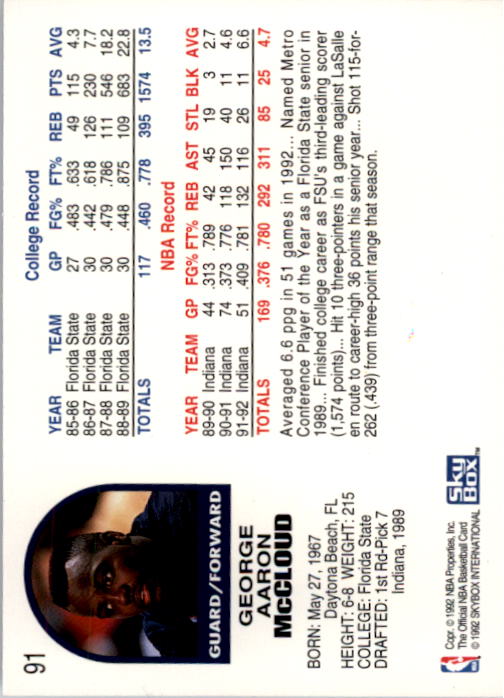 91
GUARD/FORWARD
GEORGE
AARON
McCLOUD
BORN: May 27, 1967
Daytona Beach, FL
HEIGHT: 6-8 WEIGHT: 215
COLLEGE: Florida State
DRAFTED: 1st Rd-Pick 7
Indiana, 1989
College Record
YEAR TEAM GP FG% FT% REB PTS AVG
85-86 Florida State 27 .483 .633 49 115 4.3
86-87 Florida State 30 .442 .618 126 230 7.7
87-88 Florida State 30 .479 .786 111 546 18.2
88-89 Florida State 30 .448 .875 109 683 22.8
TOTALS 117 .460 .778 395 1574 13.5
NBA Record
YEAR TEAM GP FG% FT% REB AST STL BLK AVG
89-90 Indiana 44 .313 .789 42 45 19 3 2.7
90-91 Indiana 74 .373 .776 118 150 40 11 4.6
91-92 Indiana 51 .409 .781 132 116 26 11 6.6
TOTALS 169 .376 .780 292 311 85 25 4.7
Averaged 6.6 ppg in 51 games in 1992... Named Metro
Conference Player of the Year as a Florida State senior in
1989... Finished college career as FSU's third-leading scorer
(1,574 points)... Hit 10 three-pointers in a game against LaSalle
en route to career-high 36 points his senior year... Shot 115-for-
262 (.439) from three-point range that season.
Copr. © 1992 NBA Properties, Inc.
The Official NBA Basketball Card
© 1992 SKYBOX INTERNATIONAL
SKY
BOX™